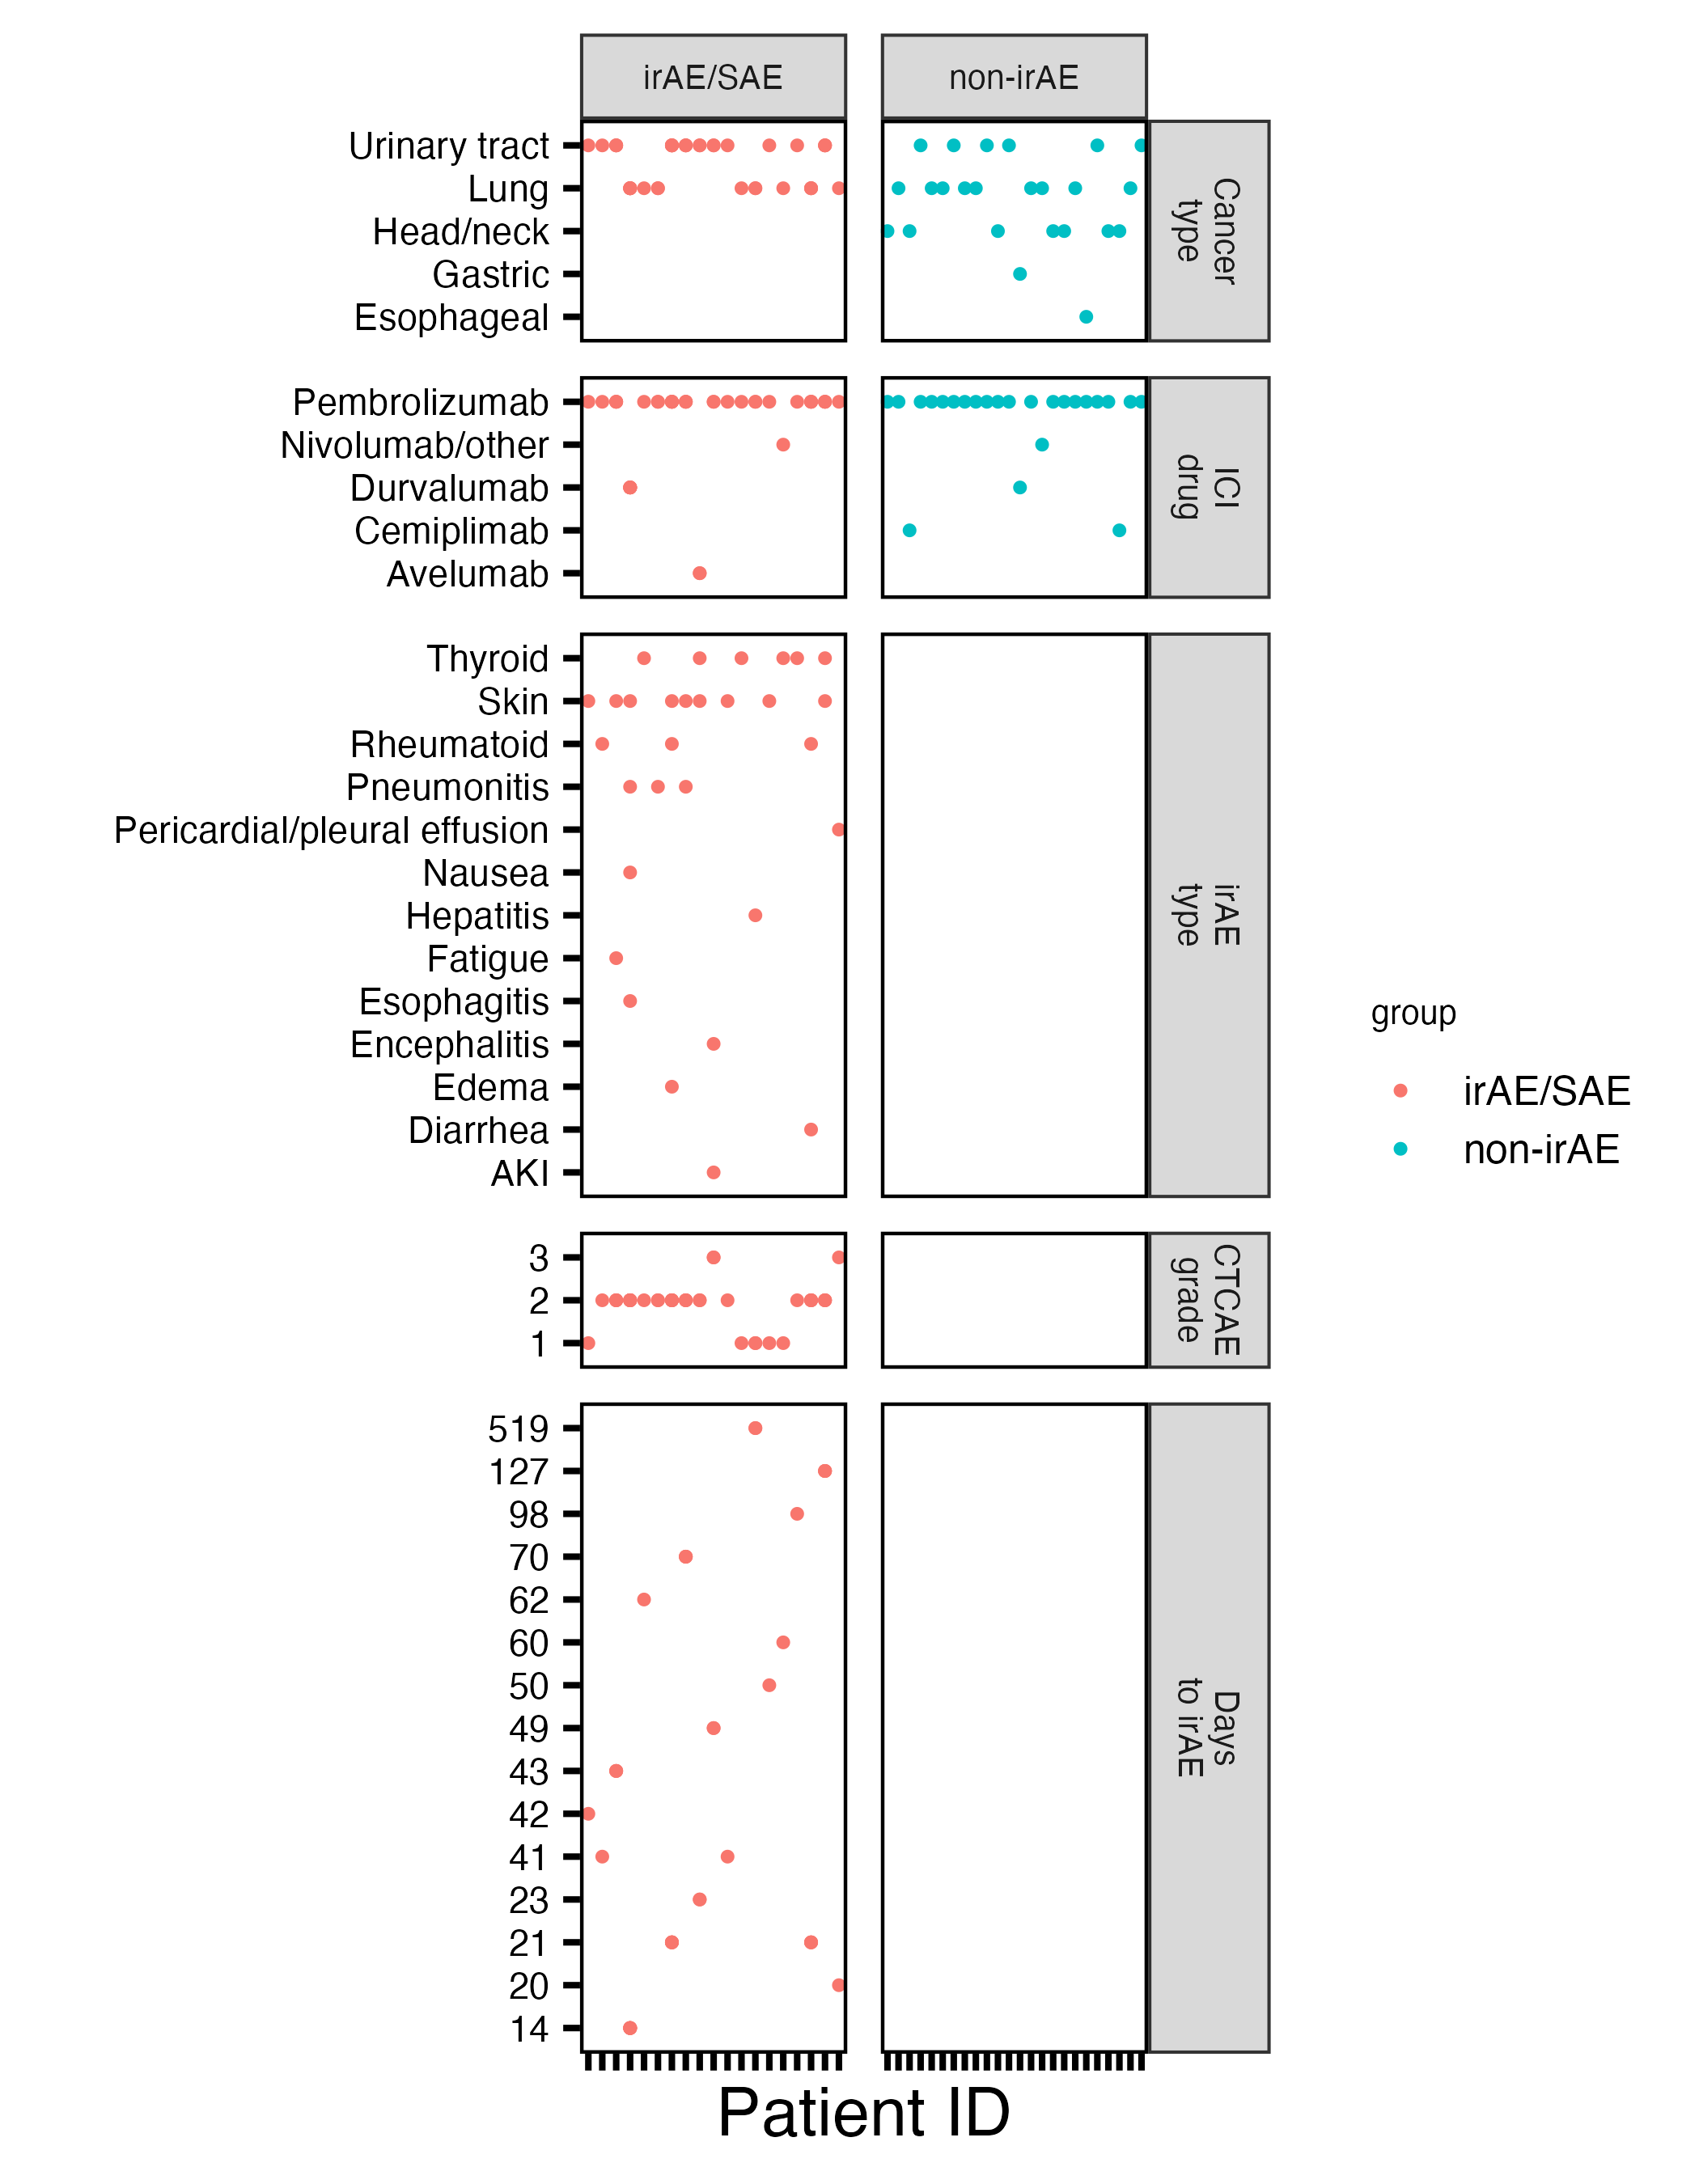 irAE/SAE
non-irAE
Urinary tract
Lung
Head/neck
Gastric
Esophageal
Cancer
type
Pembrolizumab
Nivolumab/other
Durvalumab
Cemiplimab
Avelumab
ICI
drug
Thyroid
Skin
Rheumatoid
Pneumonitis
Pericardial/pleural effusion
Nausea
Hepatitis
Fatigue
Esophagitis
Encephalitis
Edema
Diarrhea
AKI
irAE
type
3
2
1
CTCAE
grade
519
127
98
70
62
60
50
49
43
42
41
23
21
20
14
Days
to irAE
Patient ID
group
irAE/SAE
non-irAE